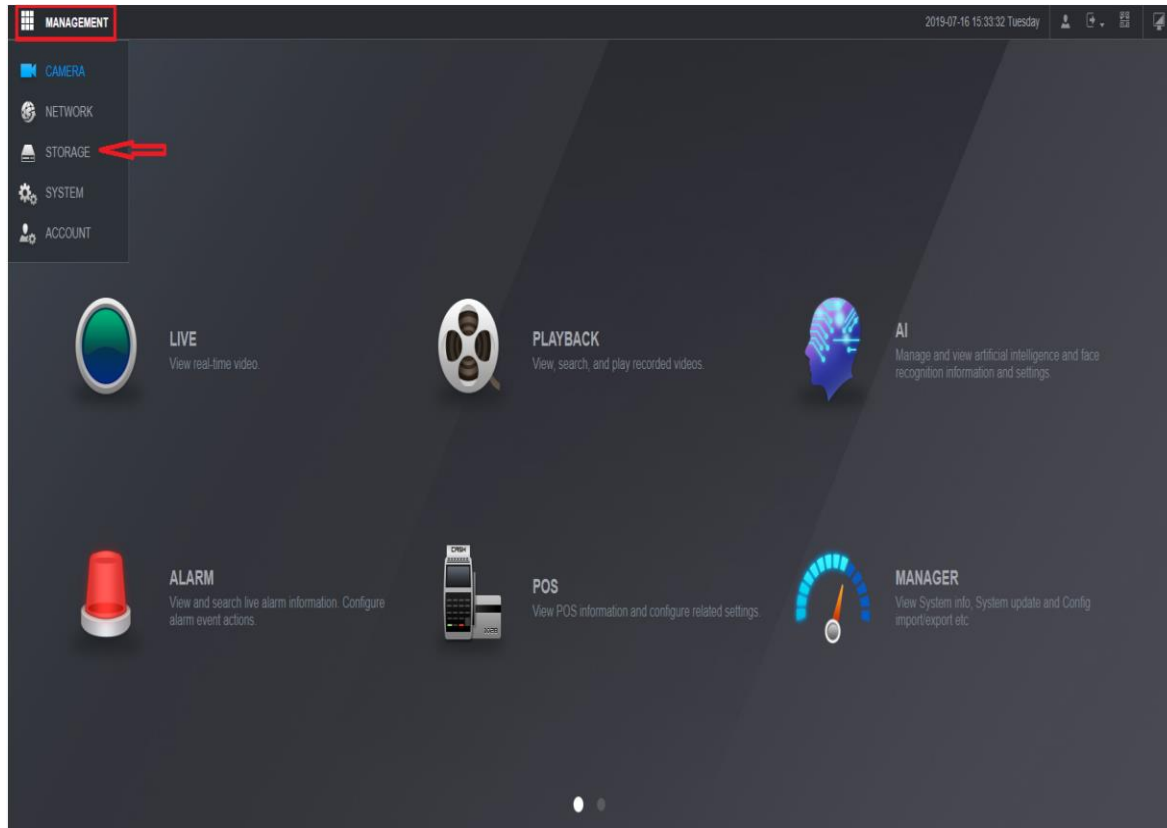 MANAGEMENT
2019-07-16 15:33:32 Tuesday
CAMERA
NETWORK
STORAGE
SYSTEM
ACCOUNT
LIVE
View real-time video.
PLAYBACK
View, search, and play recorded videos.
AI
Manage and view artificial intelligence and face
recognition information and settings.
ALARM
View and search live alarm information. Configure
alarm event actions.
POS
View POS information and configure related settings.
MANAGER
View System info, System update and Config
import/export etc